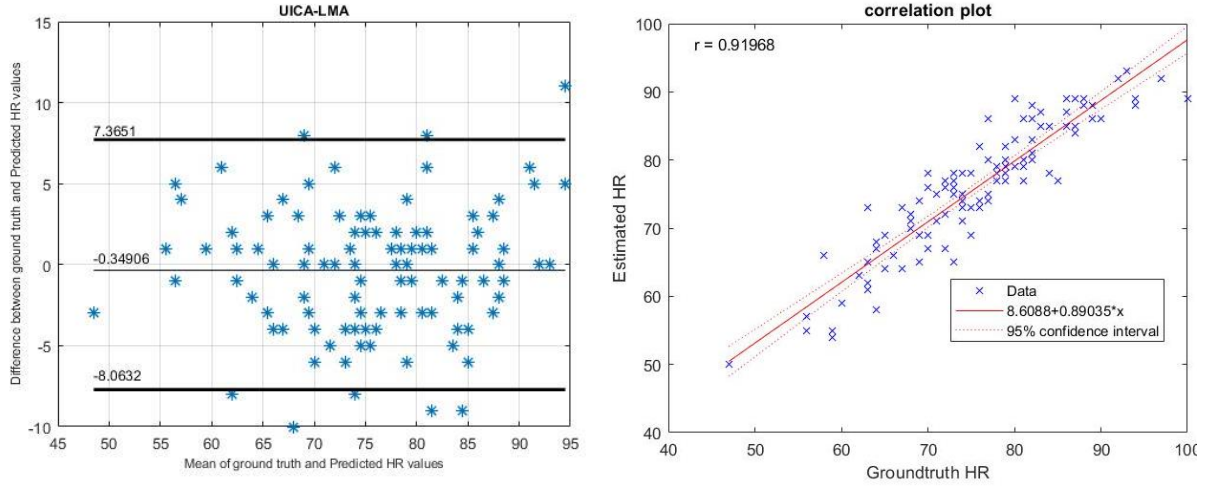 UICA-LMA
Difference between ground truth and Predicted HR values
15
10
5
0
-5
-10
7.3651
-0.34906
-8.0632
45 50 55 60 65 70 75 80 85 90 95
Mean of ground truth and Predicted HR values
correlation plot
r = 0.91968
Estimated HR
100
90
80
70
60
50
40
Data
8.6088+0.89035*x
95% confidence interval
40 50 60 70 80 90 100
Groundtruth HR